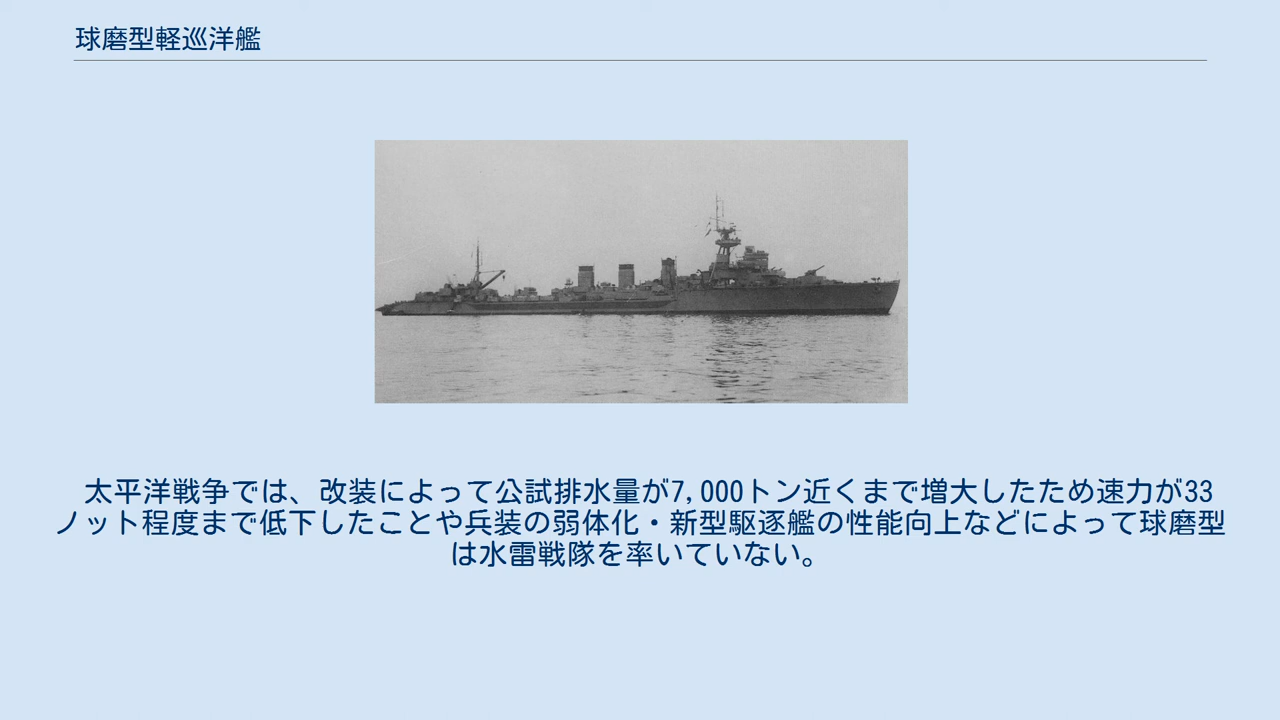 球磨型軽巡洋艦
太平洋戦争では、改装によって公試排水量が7,000トン近くまで増大したため速力が33
ノット程度まで低下したことや兵装の弱体化・新型駆逐艦の性能向上などによって球磨型
は水雷戦隊を率いていない。